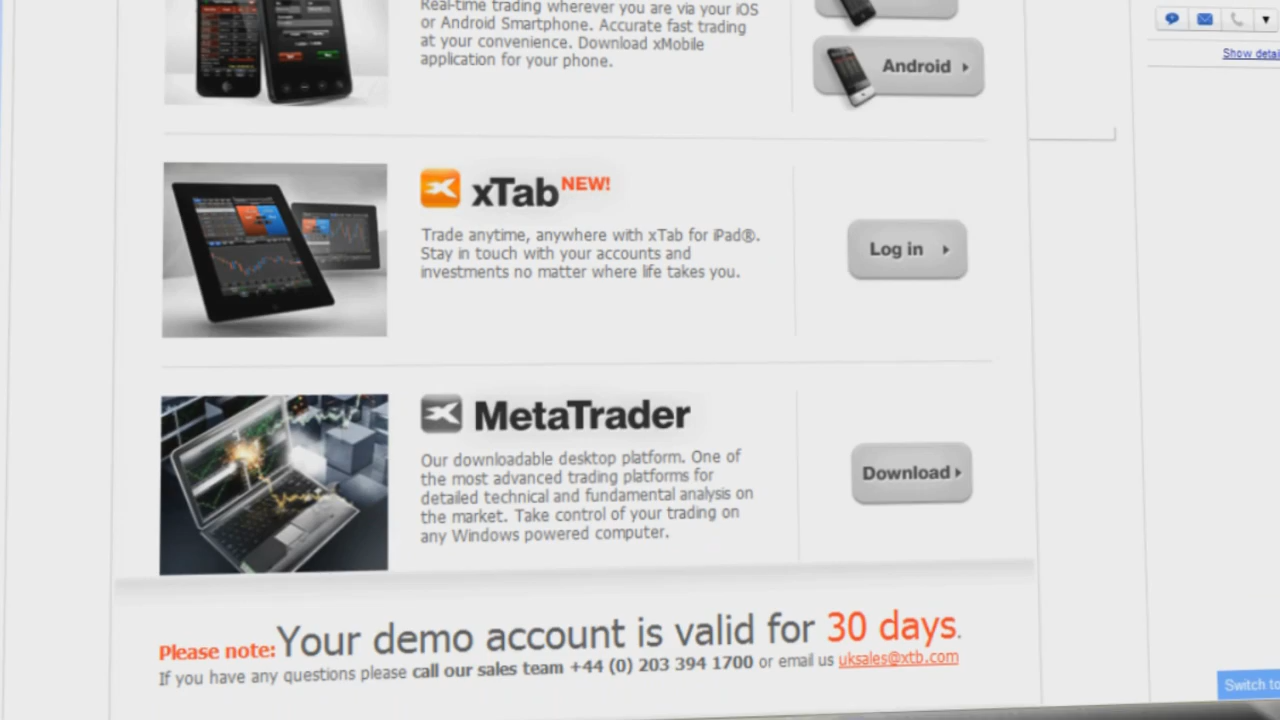 Real-time trading wherever you are via your iOS
or Android Smartphone. Accurate fast trading
at your convenience. Download xMobile
application for your phone.
Android
xTab NEW!
Trade anytime, anywhere with xTab for iPad®.
Stay in touch with your accounts and
investments no matter where life takes you.
Log in
MetaTrader
Our downloadable desktop platform. One of
the most advanced trading platforms for
detailed technical and fundamental analysis on
the market. Take control of your trading on
any Windows powered computer.
Download
Please note: Your demo account is valid for 30 days.
If you have any questions please call our sales team +44 (0) 203 394 1700 or email us uksales@xtb.com
Show detai
Switch to